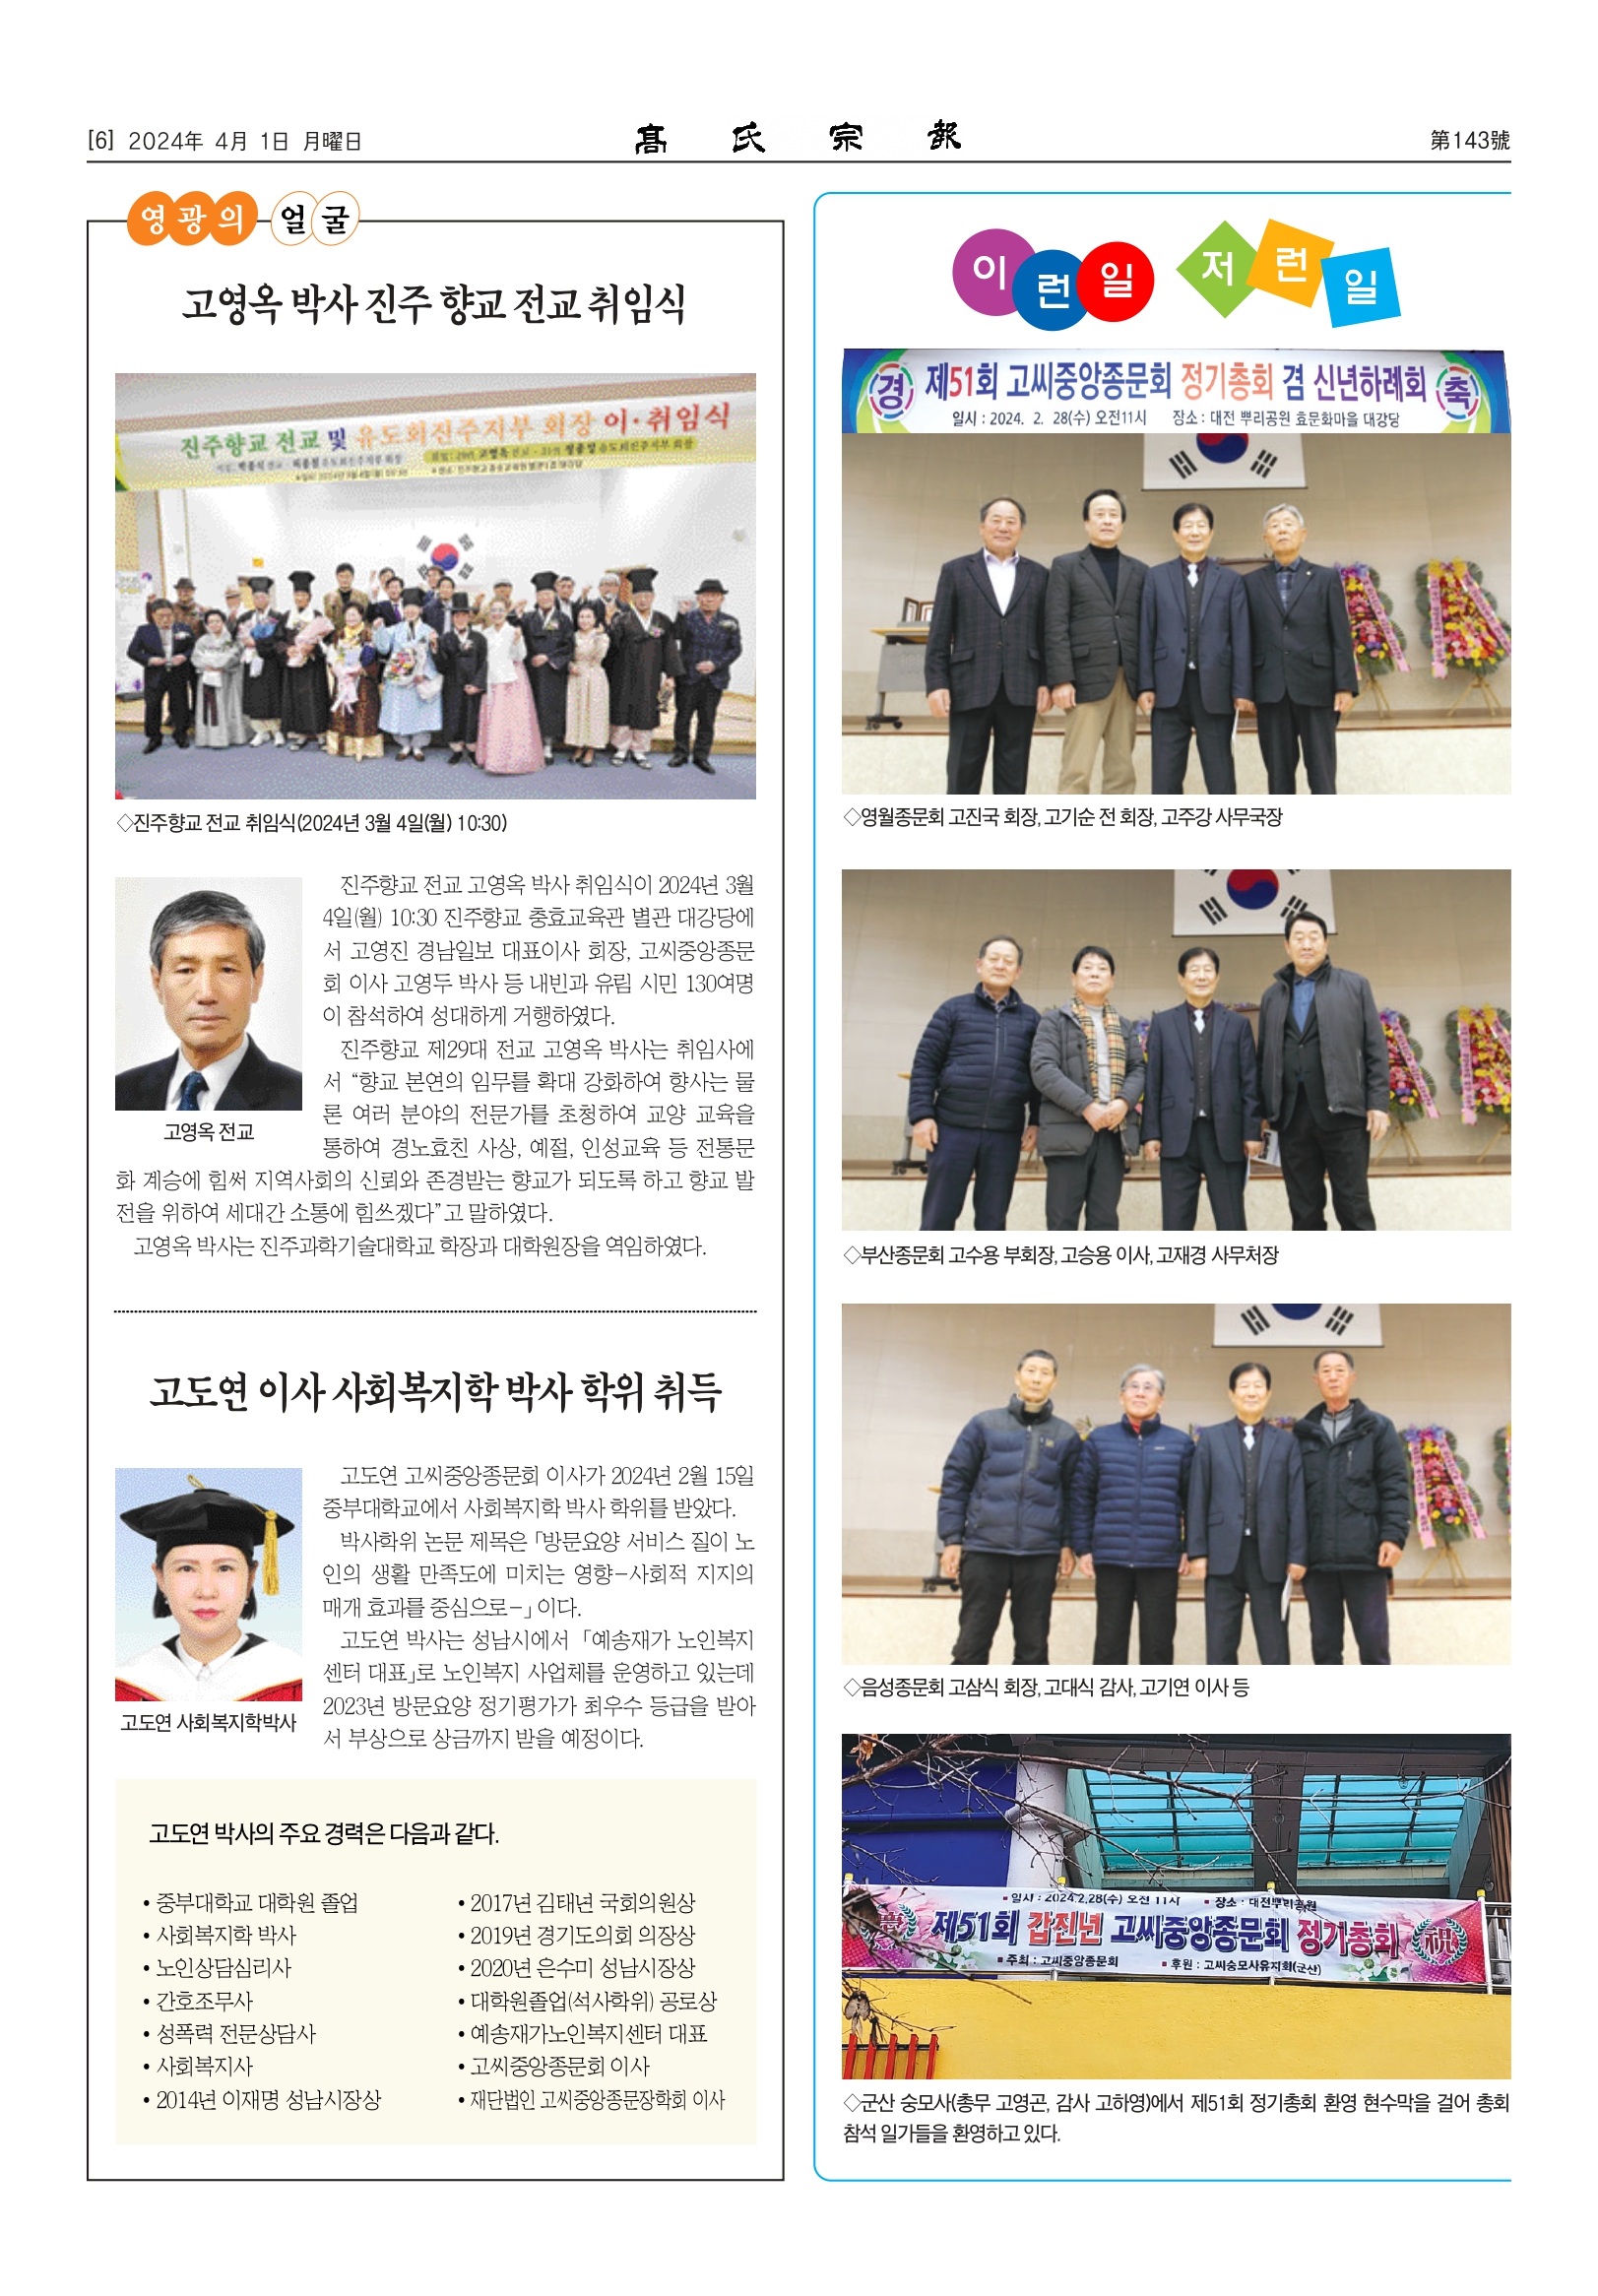 [6] 2024年 4月 1日 月曜日
髙 氏 宗 報
第143號
영광의 얼굴
고영옥 박사 진주 향교 전교 취임식
진주향교 전교 및 유도회진주지부 회장 이·취임식
◇진주향교 전교 취임식(2024년 3월 4일(월) 10:30)
진주향교 전교 고영옥 박사 취임식이 2024년 3월
4일(월) 10:30 진주향교 충효교육관 별관 대강당에
서 고영진 경남일보 대표이사 회장, 고씨중앙종문
회 이사 고영두 박사 등 내빈과 유림 시민 130여명
이 참석하여 성대하게 거행하였다.
진주향교 제29대 전교 고영옥 박사는 취임사에
서 “향교 본연의 임무를 확대 강화하여 향사는 물
론 여러 분야의 전문가를 초청하여 교양 교육을
통하여 경노효친 사상, 예절, 인성교육 등 전통문
화 계승에 힘써 지역사회의 신뢰와 존경받는 향교가 되도록 하고 향교 발
전을 위하여 세대간 소통에 힘쓰겠다”고 말하였다.
고영옥 박사는 진주과학기술대학교 학장과 대학원장을 역임하였다.
고영옥 전교
고도연 이사 사회복지학 박사 학위 취득
고도연 고씨중앙종문회 이사가 2024년 2월 15일
중부대학교에서 사회복지학 박사 학위를 받았다.
박사학위 논문 제목은 「방문요양 서비스 질이 노
인의 생활 만족도에 미치는 영향-사회적 지지의
매개 효과를 중심으로-」이다.
고도연 박사는 성남시에서 「예송재가 노인복지
센터 대표」로 노인복지 사업체를 운영하고 있는데
2023년 방문요양 정기평가가 최우수 등급을 받아
서 부상으로 상금까지 받을 예정이다.
고도연 사회복지학박사
고도연 박사의 주요 경력은 다음과 같다.
• 중부대학교 대학원 졸업
• 사회복지학 박사
• 노인상담심리사
• 간호조무사
• 성폭력 전문상담사
• 사회복지사
• 2014년 이재명 성남시장상
• 2017년 김태년 국회의원상
• 2019년 경기도의회 의장상
• 2020년 은수미 성남시장상
• 대학원졸업(석사학위) 공로상
• 예송재가노인복지센터 대표
• 고씨중앙종문회 이사
• 재단법인 고씨중앙종문장학회 이사
이런일 저런일
경 제51회 고씨중앙종문회 정기총회 겸 신년하례회 축
일시 : 2024. 2. 28(수) 오전11시 장소 : 대전 뿌리공원 효문화마을 대강당
◇영월종문회 고진국 회장, 고기순 전 회장, 고주강 사무국장
◇부산종문회 고수용 부회장, 고승용 이사, 고재경 사무처장
◇음성종문회 고삼식 회장, 고대식 감사, 고기연 이사 등
▪일시 : 2024.2.28(수) 오전 11시 ▪장소 : 대전뿌리공원
제51회 갑진년 고씨중앙종문회 정기총회 祝
▪주최 : 고씨중앙종문회 ▪후원 : 고씨숭모사유지회(군산)
◇군산 숭모사(총무 고영곤, 감사 고하영)에서 제51회 정기총회 환영 현수막을 걸어 총회
참석 일가들을 환영하고 있다.